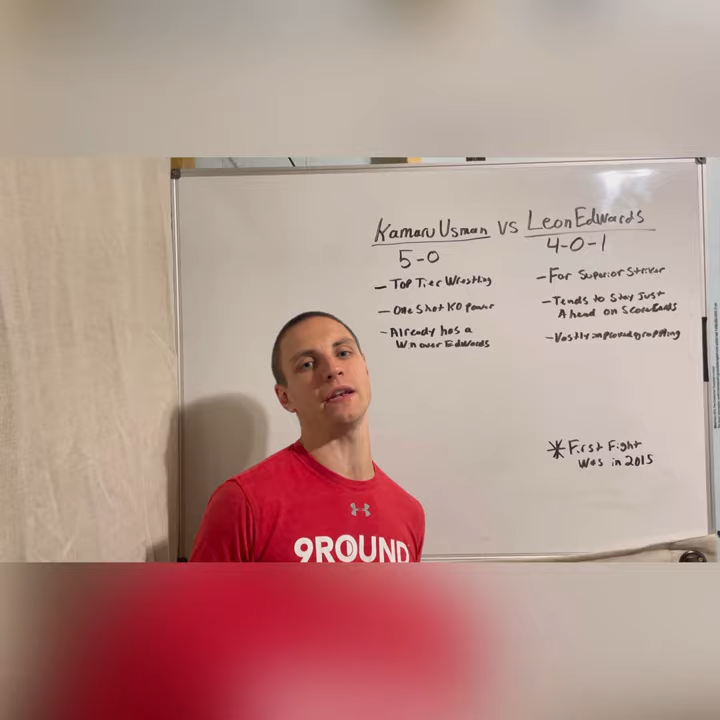 Kamaru Usman vs Leon Edwards
5-0
4-0-1
- Top Tier Wrestling
- One Shot KO Power
- Already has a
Win over Edwards
- Far Superior Striker
- Tends to Stay Just
Ahead on Scorecards
- Vastly improved grappling
* First Fight
Was in 2015
9ROUND